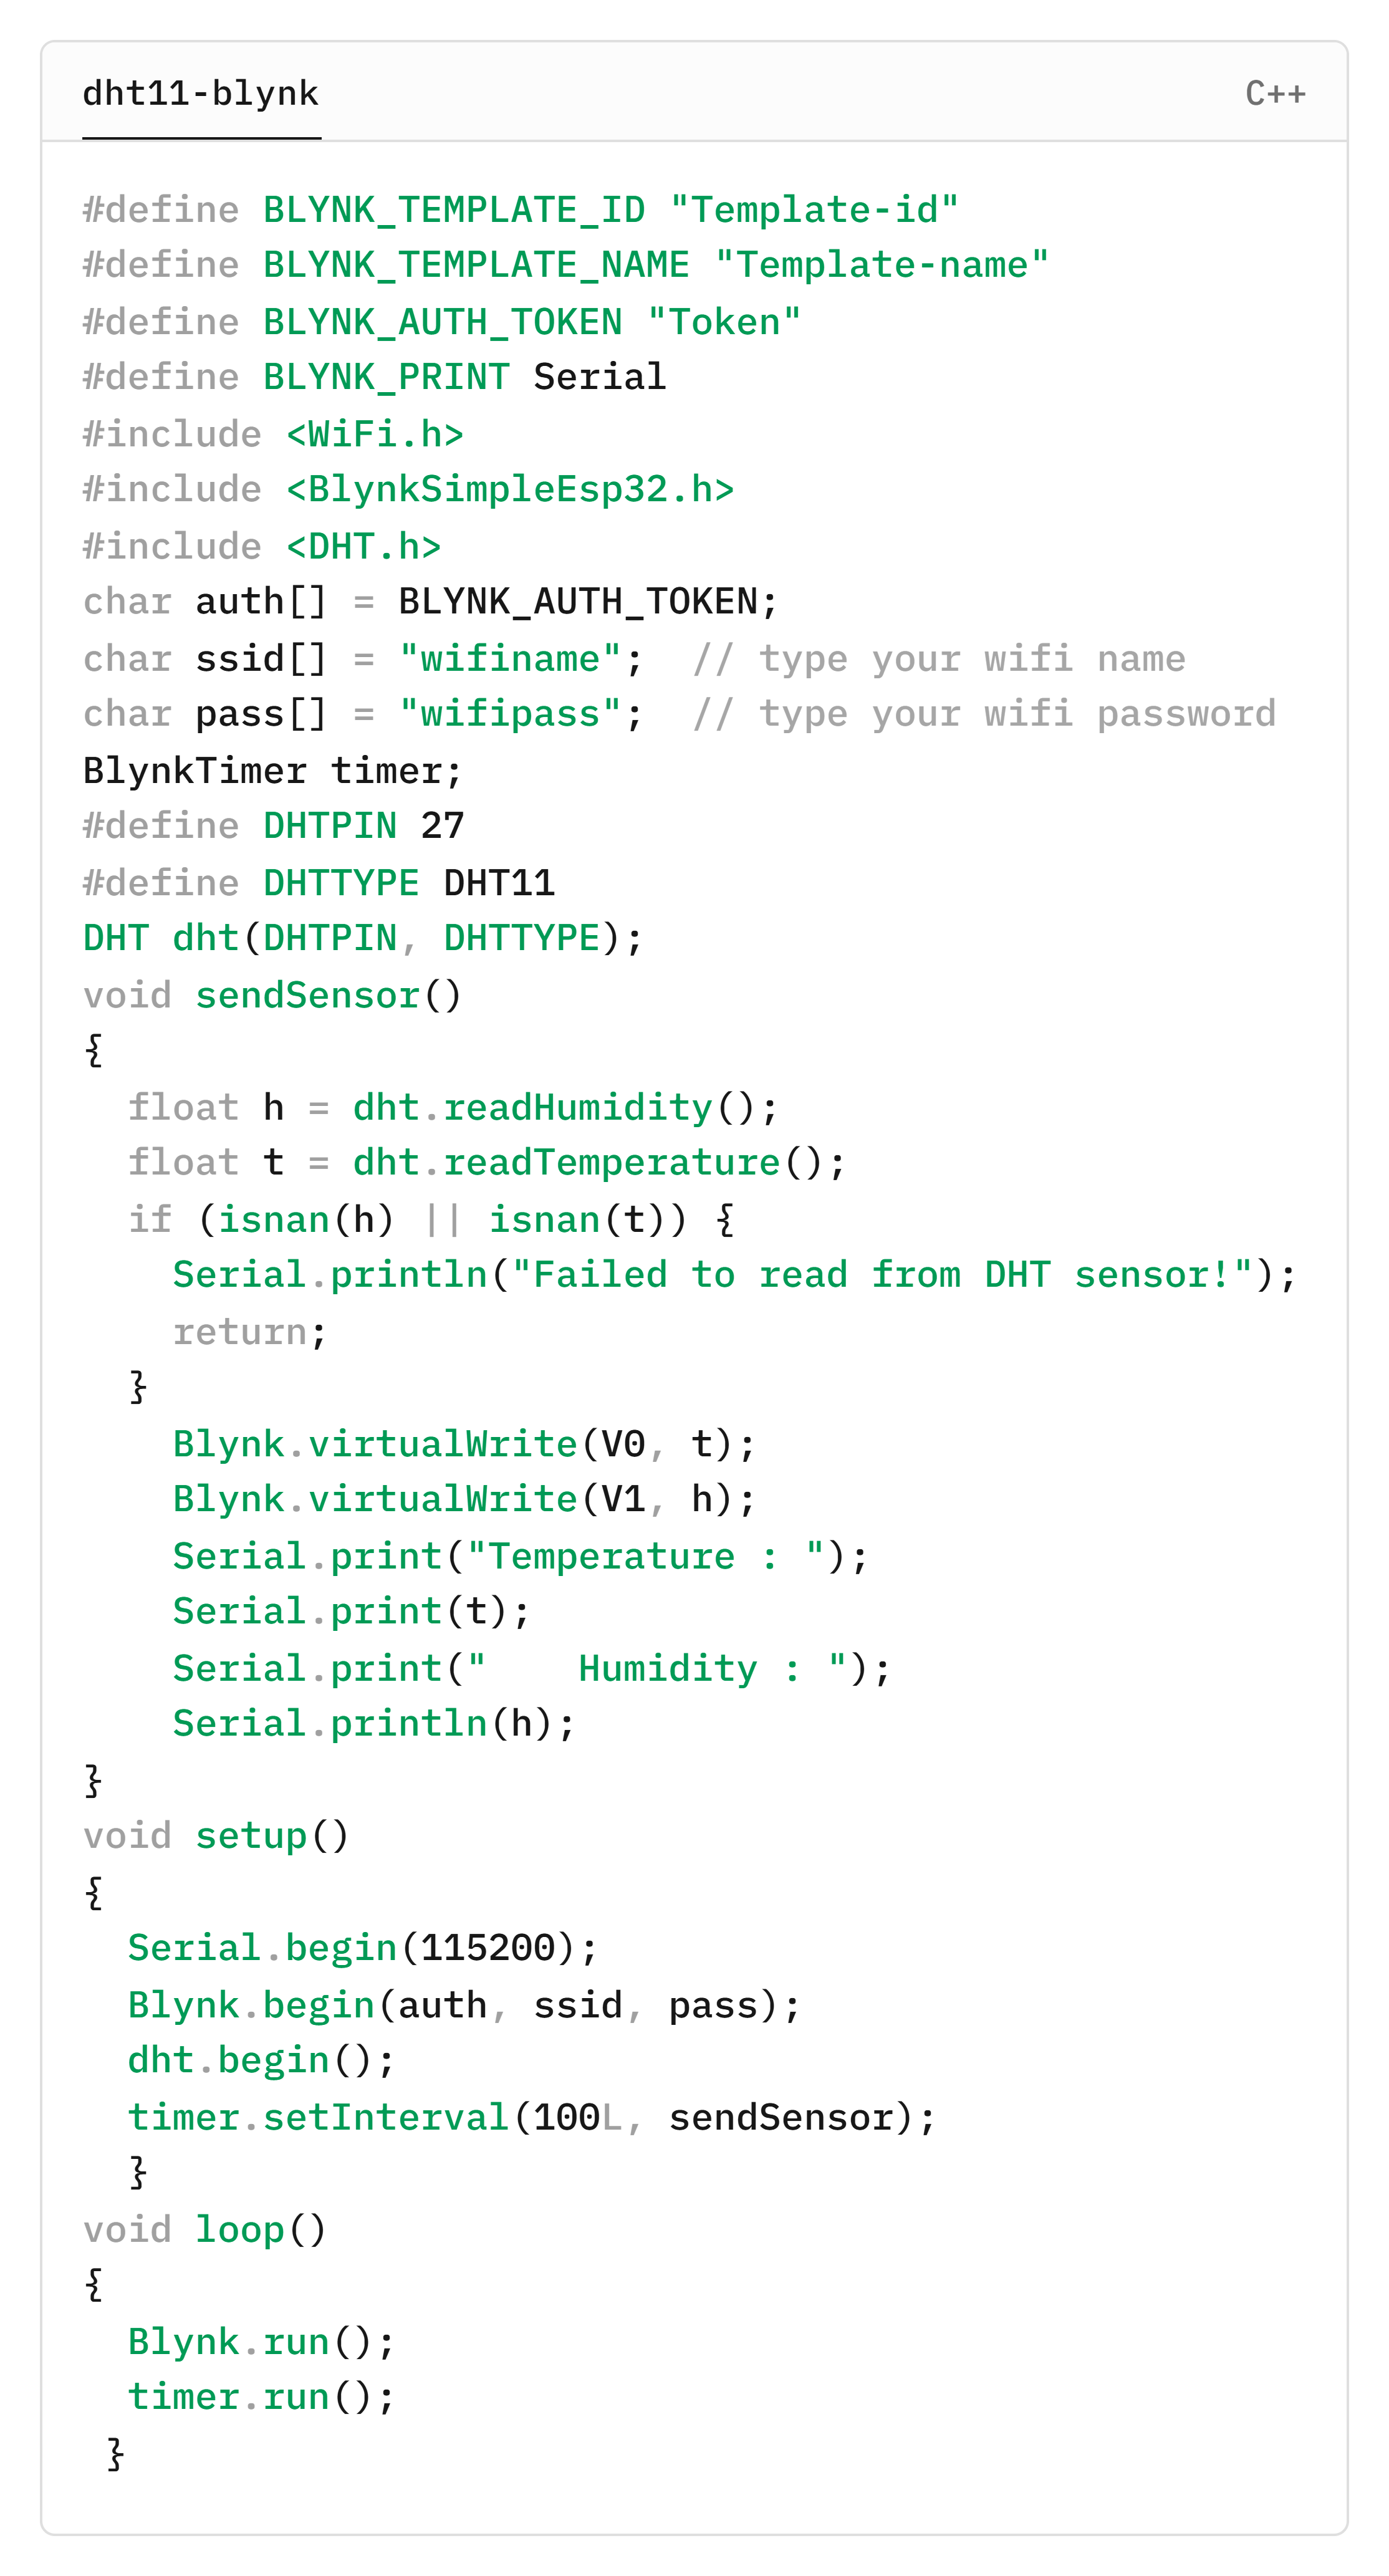 dht11-blynk
C++
#define BLYNK_TEMPLATE_ID "Template-id"
#define BLYNK_TEMPLATE_NAME "Template-name"
#define BLYNK_AUTH_TOKEN "Token"
#define BLYNK_PRINT Serial
#include <WiFi.h>
#include <BlynkSimpleEsp32.h>
#include <DHT.h>
char auth[] = BLYNK_AUTH_TOKEN;
char ssid[] = "wifiname";  // type your wifi name
char pass[] = "wifipass";  // type your wifi password
BlynkTimer timer;
#define DHTPIN 27
#define DHTTYPE DHT11
DHT dht(DHTPIN, DHTTYPE);
void sendSensor()
{
  float h = dht.readHumidity();
  float t = dht.readTemperature();
  if (isnan(h) || isnan(t)) {
    Serial.println("Failed to read from DHT sensor!");
    return;
  }
    Blynk.virtualWrite(V0, t);
    Blynk.virtualWrite(V1, h);
    Serial.print("Temperature : ");
    Serial.print(t);
    Serial.print("    Humidity : ");
    Serial.println(h);
}
void setup()
{
  Serial.begin(115200);
  Blynk.begin(auth, ssid, pass);
  dht.begin();
  timer.setInterval(100L, sendSensor);
  }
void loop()
{
  Blynk.run();
  timer.run();
 }